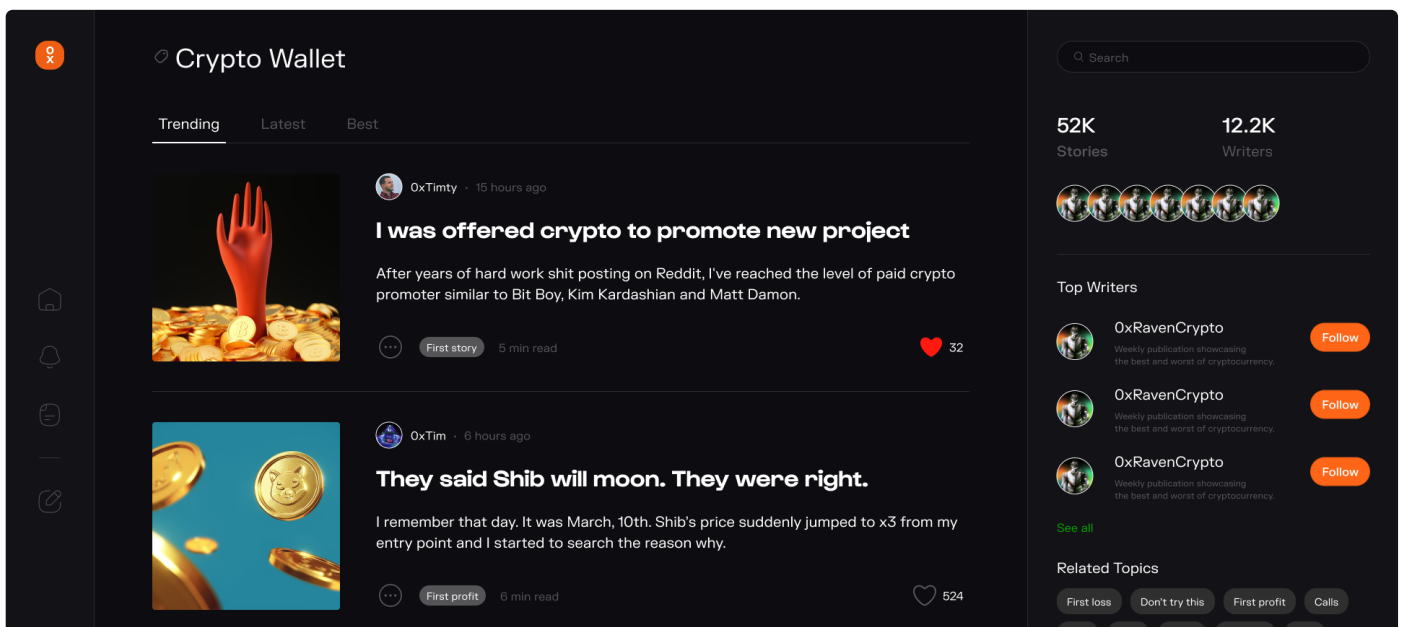 OX
Crypto Wallet
Trending
Latest
Best
0xTimty · 15 hours ago
I was offered crypto to promote new project
After years of hard work shit posting on Reddit, I've reached the level of paid crypto
promoter similar to Bit Boy, Kim Kardashian and Matt Damon.
First story
5 min read
32
0xTim · 6 hours ago
They said Shib will moon. They were right.
I remember that day. It was March, 10th. Shib's price suddenly jumped to x3 from my
entry point and I started to search the reason why.
First profit
6 min read
524
Search
52K
Stories
12.2K
Writers
Top Writers
0xRavenCrypto
Weekly publication showcasing
the best and worst of cryptocurrency.
Follow
0xRavenCrypto
Weekly publication showcasing
the best and worst of cryptocurrency.
Follow
0xRavenCrypto
Weekly publication showcasing
the best and worst of cryptocurrency.
Follow
See all
Related Topics
First loss
Don't try this
First profit
Calls